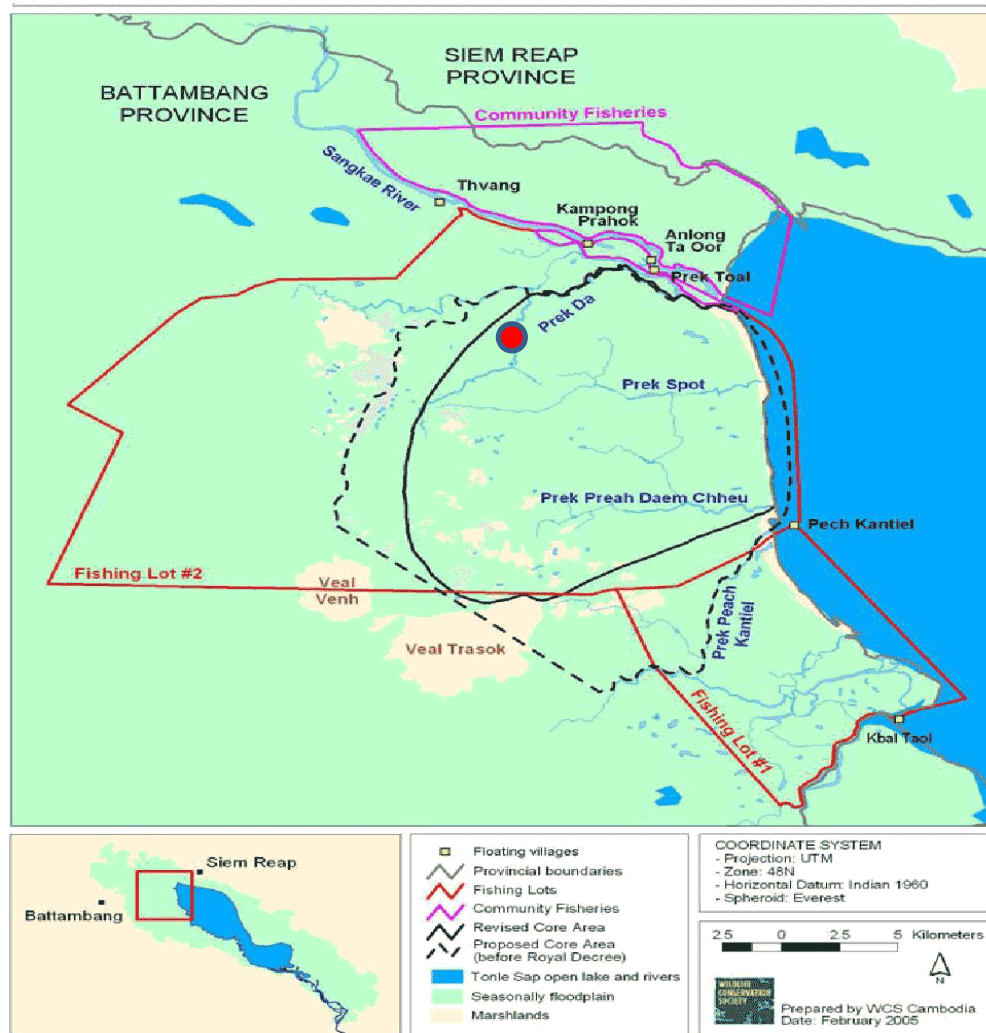 SIEM REAP
PROVINCE
BATTAMBANG
PROVINCE
Community Fisheries
Sangkae River
Thvang
Kampong
Prahok
Anlong
Ta Oor
Prek Toal
Prek Da
Prek Spot
Prek Preah Daem Chheu
Pech Kantiel
Fishing Lot #2
Veal
Venh
Prek Peach
Kantiel
Veal Trasok
Fishing Lot #1
Kbal Taol
Siem Reap
Battambang
Floating villages
Provincial boundaries
Fishing Lots
Community Fisheries
Revised Core Area
Proposed Core Area
(before Royal Decree)
Tonle Sap open lake and rivers
Seasonally floodplain
Marshlands
COORDINATE SYSTEM
- Projection: UTM
- Zone: 48N
- Horizontal Datum: Indian 1960
- Spheroid: Everest
2.5 0 2.5 5 Kilometers
N
WILDLIFE
CONSERVATION
SOCIETY
Prepared by WCS Cambodia
Date: February 2005